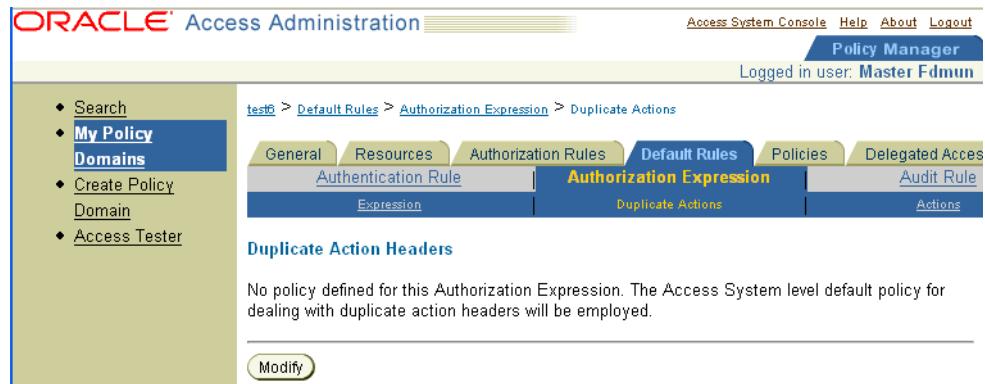 ORACLE Access Administration
Access System Console Help About Logout
Policy Manager
Logged in user: Master Fdmun
Search
My Policy
Domains
Create Policy
Domain
Access Tester
test6 > Default Rules > Authorization Expression > Duplicate Actions
General Resources Authorization Rules Default Rules Policies Delegated Acces
Authentication Rule Authorization Expression Audit Rule
Expression Duplicate Actions Actions
Duplicate Action Headers
No policy defined for this Authorization Expression. The Access System level default policy for
dealing with duplicate action headers will be employed.
Modify